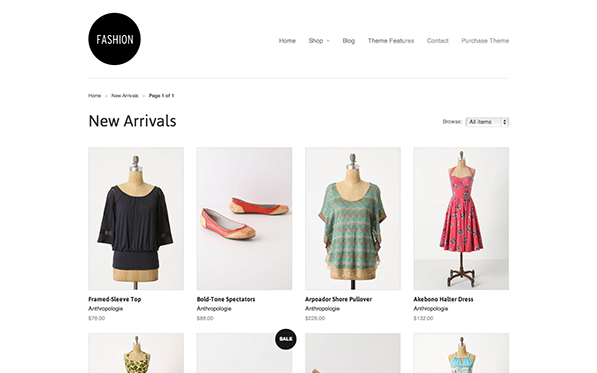 FASHION
Home Shop Blog Theme Features Contact Purchase Theme
Home » New Arrivals » Page 1 of 1
New Arrivals
Browse: All items
Framed-Sleeve Top
Anthropologie
$78.00
Bold-Tone Spectators
Anthropologie
$88.00
Arpoador Shore Pullover
Anthropologie
$228.00
Akebono Halter Dress
Anthropologie
$132.00
SALE